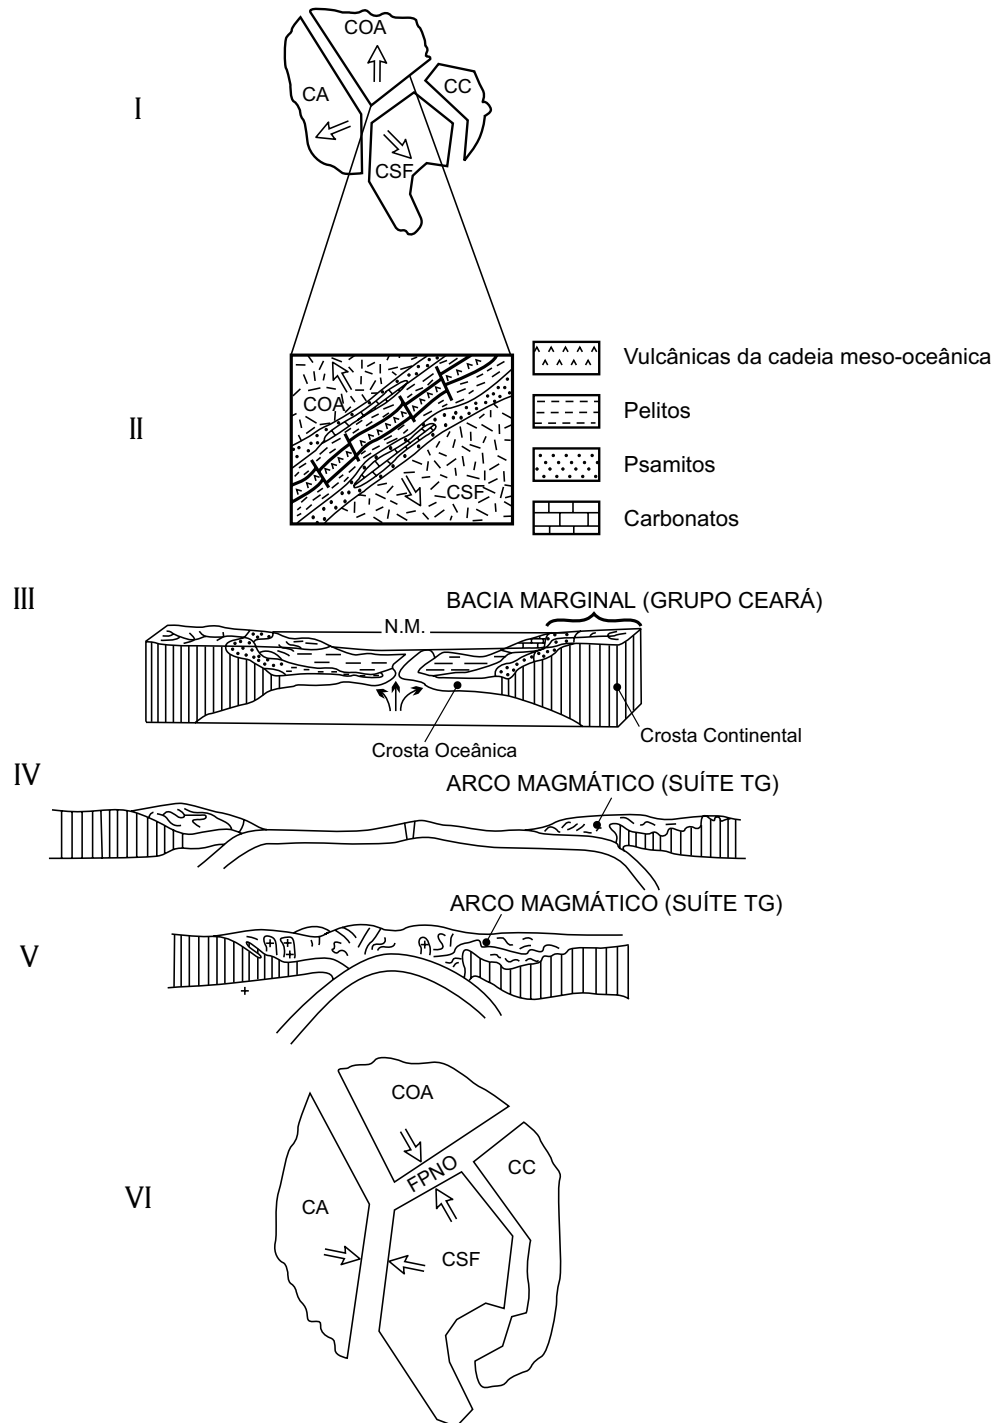 I
COA
CA
CC
CSF
II
COA
CSF
Vulcânicas da cadeia meso-oceânica
Pelitos
Psamitos
Carbonatos
III
BACIA MARGINAL (GRUPO CEARÁ)
N.M.
Crosta Oceânica
Crosta Continental
IV
ARCO MAGMÁTICO (SUÍTE TG)
V
ARCO MAGMÁTICO (SUÍTE TG)
VI
COA
FPNO
CC
CA
CSF